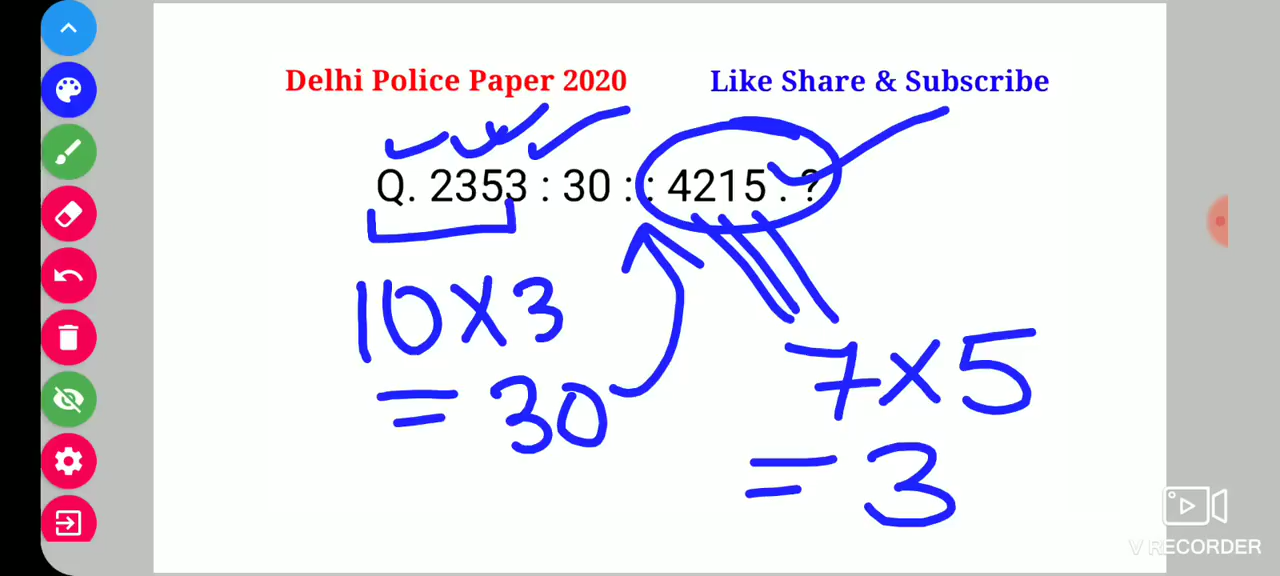 Delhi Police Paper 2020 Like Share & Subscribe
Q. 2353 : 30 : : 4215 : ?
10×3
= 30
7×5
= 3
V RECORDER